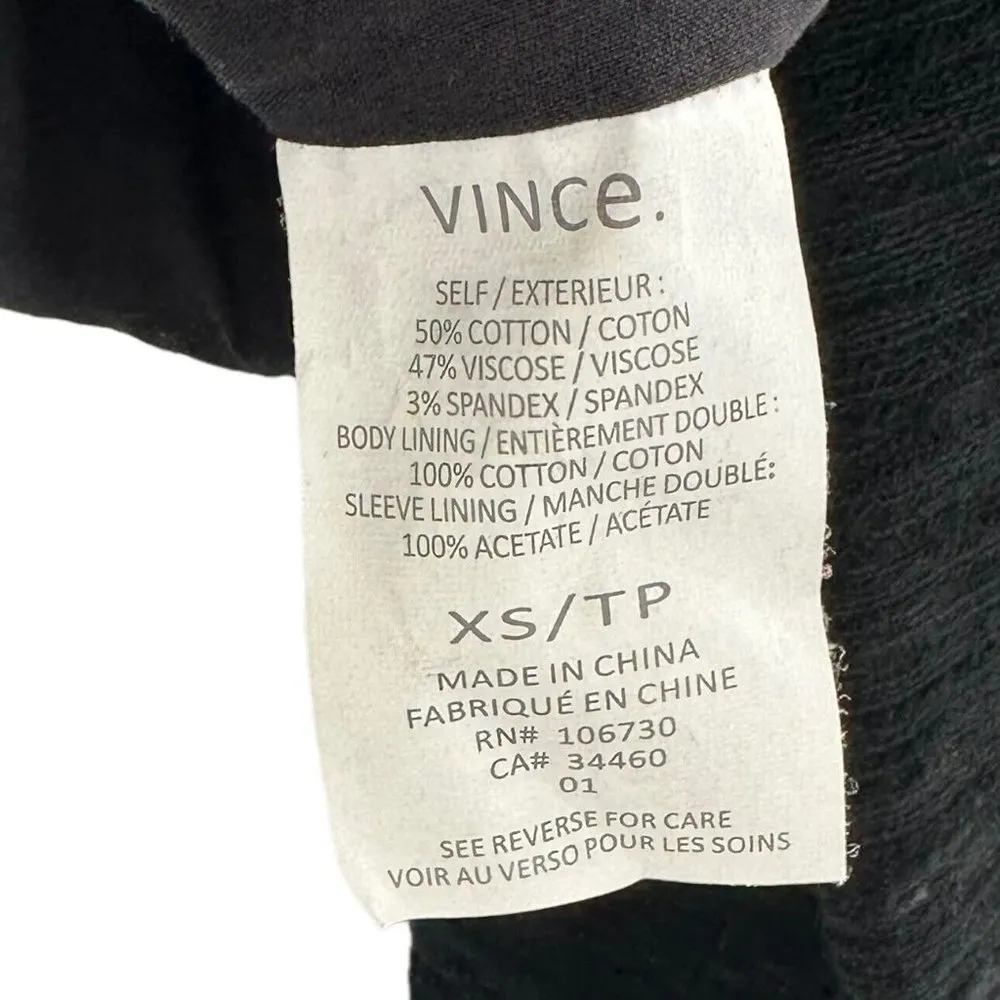 VINCe.
SELF / EXTERIEUR :
50% COTTON / COTON
47% VISCOSE / VISCOSE
3% SPANDEX / SPANDEX
BODY LINING / ENTIÈREMENT DOUBLE :
100% COTTON / COTON
SLEEVE LINING / MANCHE DOUBLÉ:
100% ACETATE / ACÉTATE
XS/TP
MADE IN CHINA
FABRIQUÉ EN CHINE
RN# 106730
CA# 34460
01
SEE REVERSE FOR CARE
VOIR AU VERSO POUR LES SOINS